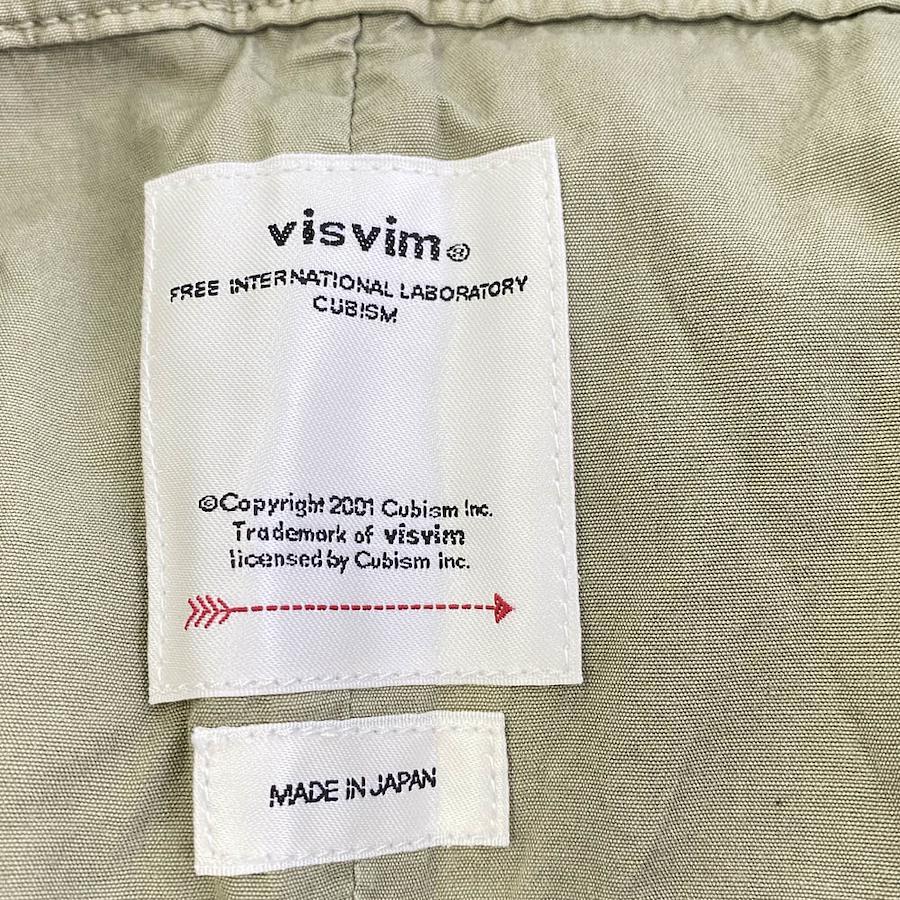 visvim®
FREE INTERNATIONAL LABORATORY
CUBISM
©Copyright 2001 Cubism Inc.
Trademark of visvim
licensed by Cubism inc.
MADE IN JAPAN